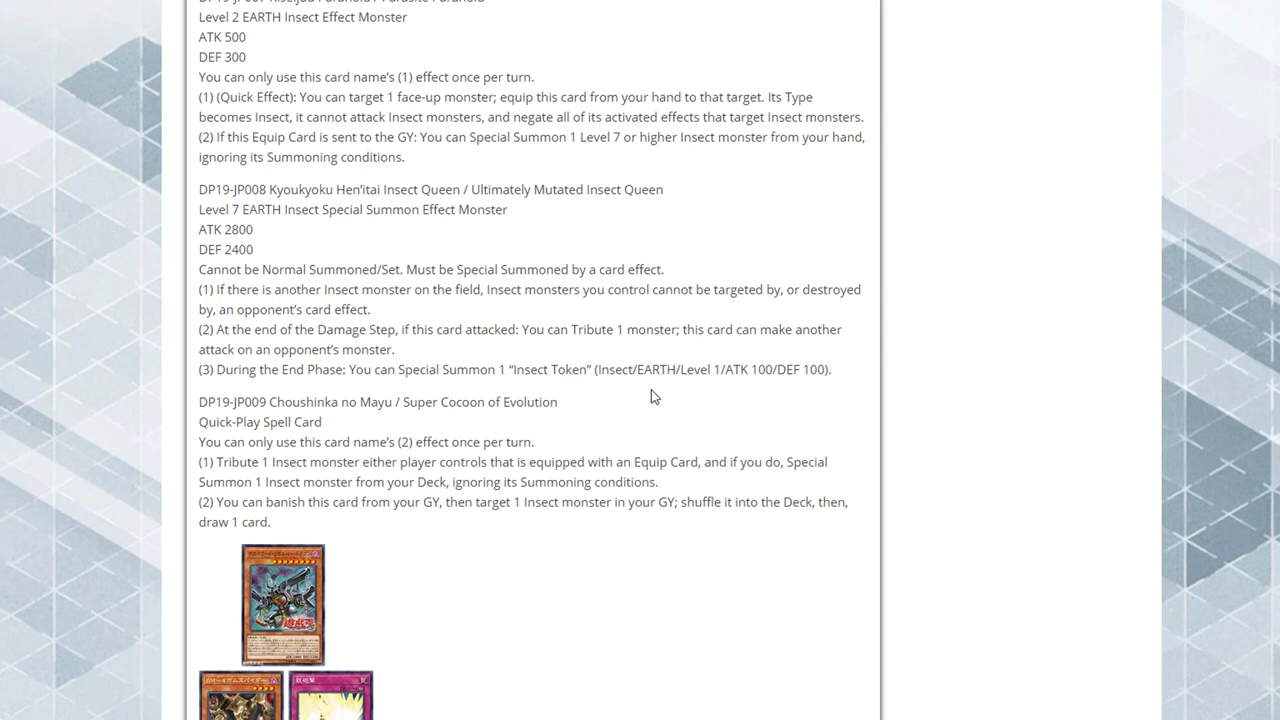 DP19-JP007 Kiseijuu Paranoid / Parasite Paranoid
Level 2 EARTH Insect Effect Monster
ATK 500
DEF 300
You can only use this card name’s (1) effect once per turn.
(1) (Quick Effect): You can target 1 face-up monster; equip this card from your hand to that target. Its Type
becomes Insect, it cannot attack Insect monsters, and negate all of its activated effects that target Insect monsters.
(2) If this Equip Card is sent to the GY: You can Special Summon 1 Level 7 or higher Insect monster from your hand,
ignoring its Summoning conditions.
DP19-JP008 Kyoukyoku Hen’itai Insect Queen / Ultimately Mutated Insect Queen
Level 7 EARTH Insect Special Summon Effect Monster
ATK 2800
DEF 2400
Cannot be Normal Summoned/Set. Must be Special Summoned by a card effect.
(1) If there is another Insect monster on the field, Insect monsters you control cannot be targeted by, or destroyed
by, an opponent’s card effect.
(2) At the end of the Damage Step, if this card attacked: You can Tribute 1 monster; this card can make another
attack on an opponent’s monster.
(3) During the End Phase: You can Special Summon 1 “Insect Token” (Insect/EARTH/Level 1/ATK 100/DEF 100).
DP19-JP009 Choushinka no Mayu / Super Cocoon of Evolution
Quick-Play Spell Card
You can only use this card name’s (2) effect once per turn.
(1) Tribute 1 Insect monster either player controls that is equipped with an Equip Card, and if you do, Special
Summon 1 Insect monster from your Deck, ignoring its Summoning conditions.
(2) You can banish this card from your GY, then target 1 Insect monster in your GY; shuffle it into the Deck, then,
draw 1 card.